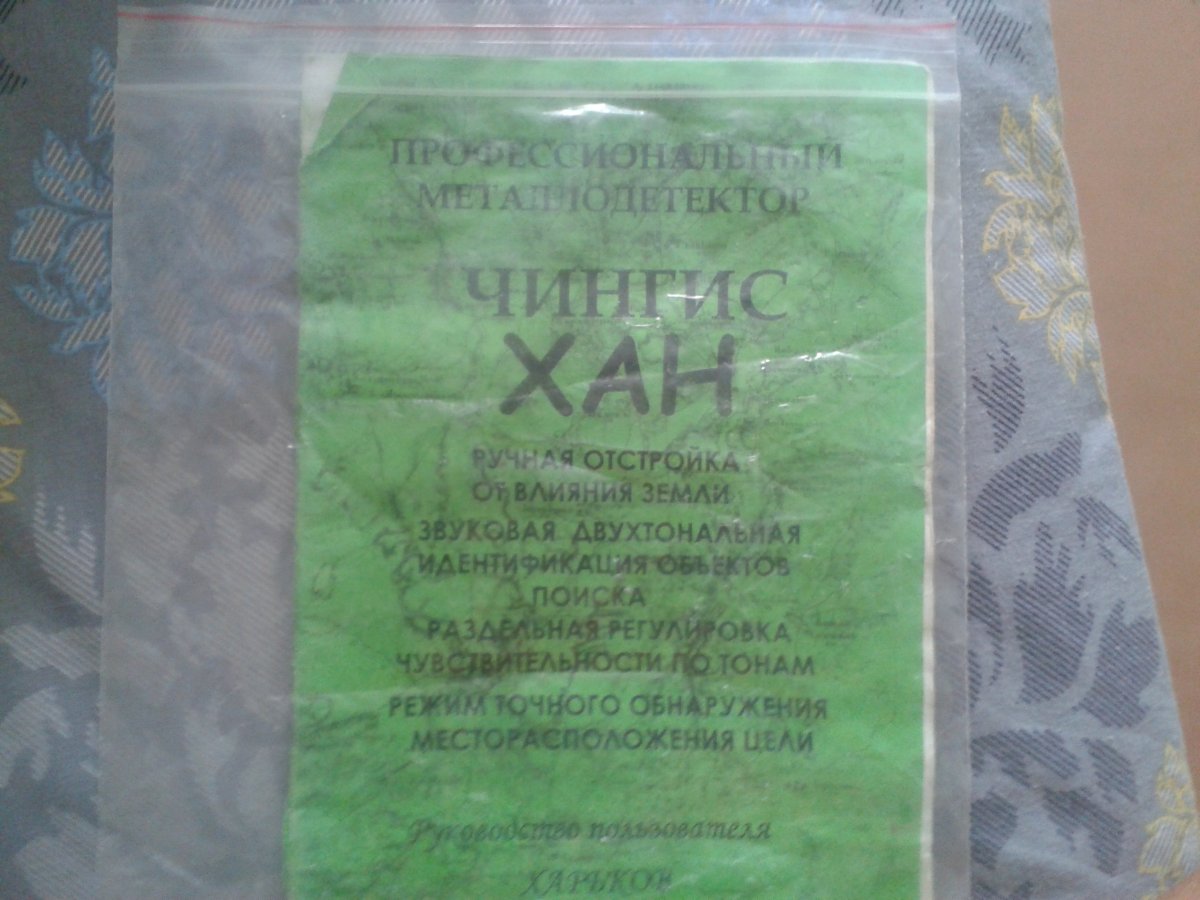 ПРОФЕССИОНАЛЬНЫЙ
МЕТАЛЛОДЕТЕКТОР
ЧИНГИС
ХАН
РУЧНАЯ ОТСТРОЙКА
ОТ ВЛИЯНИЯ ЗЕМЛИ
ЗВУКОВАЯ ДВУХТОНАЛЬНАЯ
ИДЕНТИФИКАЦИЯ ОБЪЕКТОВ
ПОИСКА
РАЗДЕЛЬНАЯ РЕГУЛИРОВКА
ЧУВСТВИТЕЛЬНОСТИ ПО ТОНАМ
РЕЖИМ ТОЧНОГО ОБНАРУЖЕНИЯ
МЕСТОРАСПОЛОЖЕНИЯ ЦЕЛИ
Руководство пользователя
ХАРЬКОВ